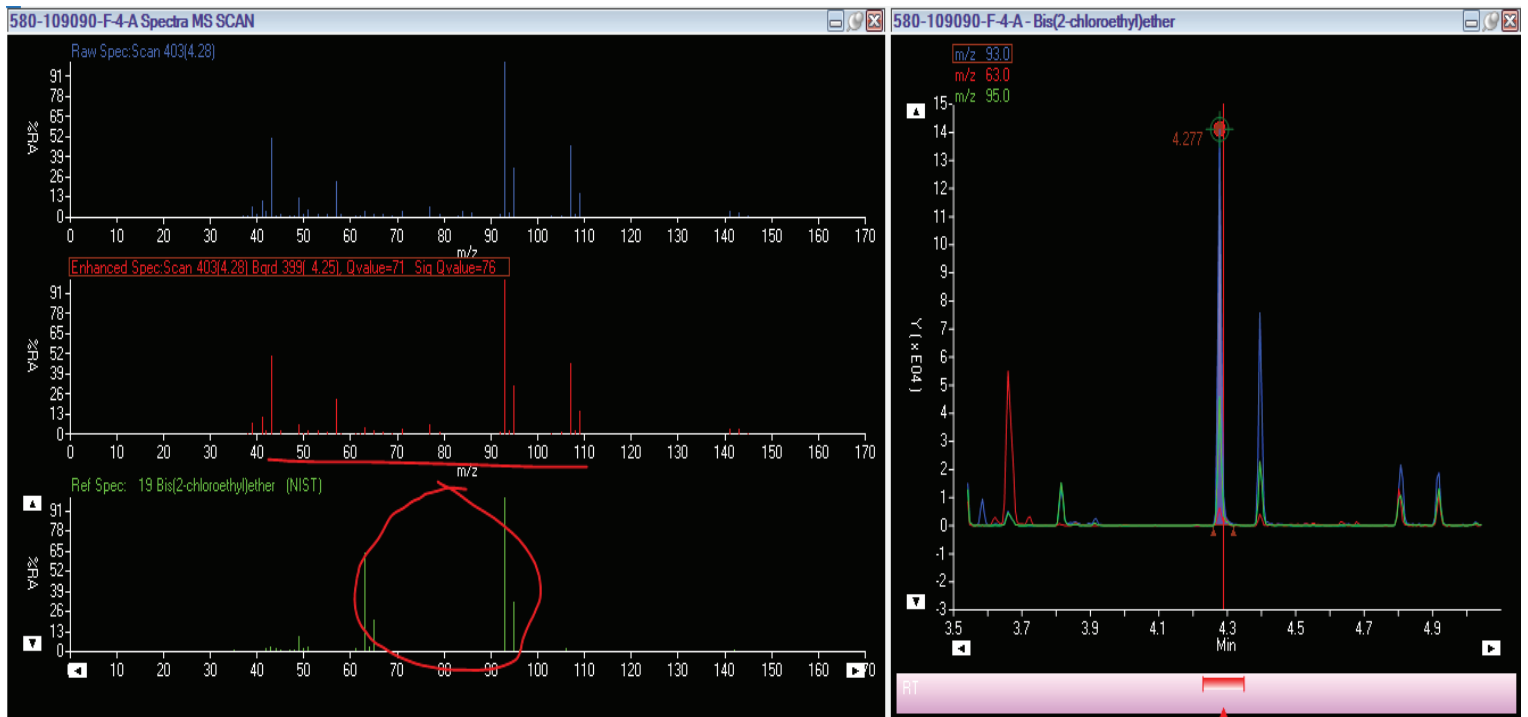 580-109090-F-4-A Spectra MS SCAN
Raw Spec:Scan 403(4.28)
91
78
65
52
39
26
13
0
%RA
0 10 20 30 40 50 60 70 80 90 100 110 120 130 140 150 160 170
m/z
Enhanced Spec:Scan 403(4.28) Bgrd 399( 4.25), Qvalue=71 Sig Qvalue=76
91
78
65
52
39
26
13
0
%RA
0 10 20 30 40 50 60 70 80 90 100 110 120 130 140 150 160 170
m/z
Ref Spec: 19 Bis(2-chloroethyl)ether (NIST)
91
78
65
52
39
26
13
0
%RA
10 20 30 40 50 60 70 80 90 100 110 120 130 140 150 160 170
580-109090-F-4-A - Bis(2-chloroethyl)ether
m/z 93.0
m/z 63.0
m/z 95.0
15
14
13
12
11
10
9
8
7
6
5
4
3
2
1
0
-1
-2
-3
Y ( x E04 )
4.277
3.5 3.7 3.9 4.1 4.3 4.5 4.7 4.9
Min
RT